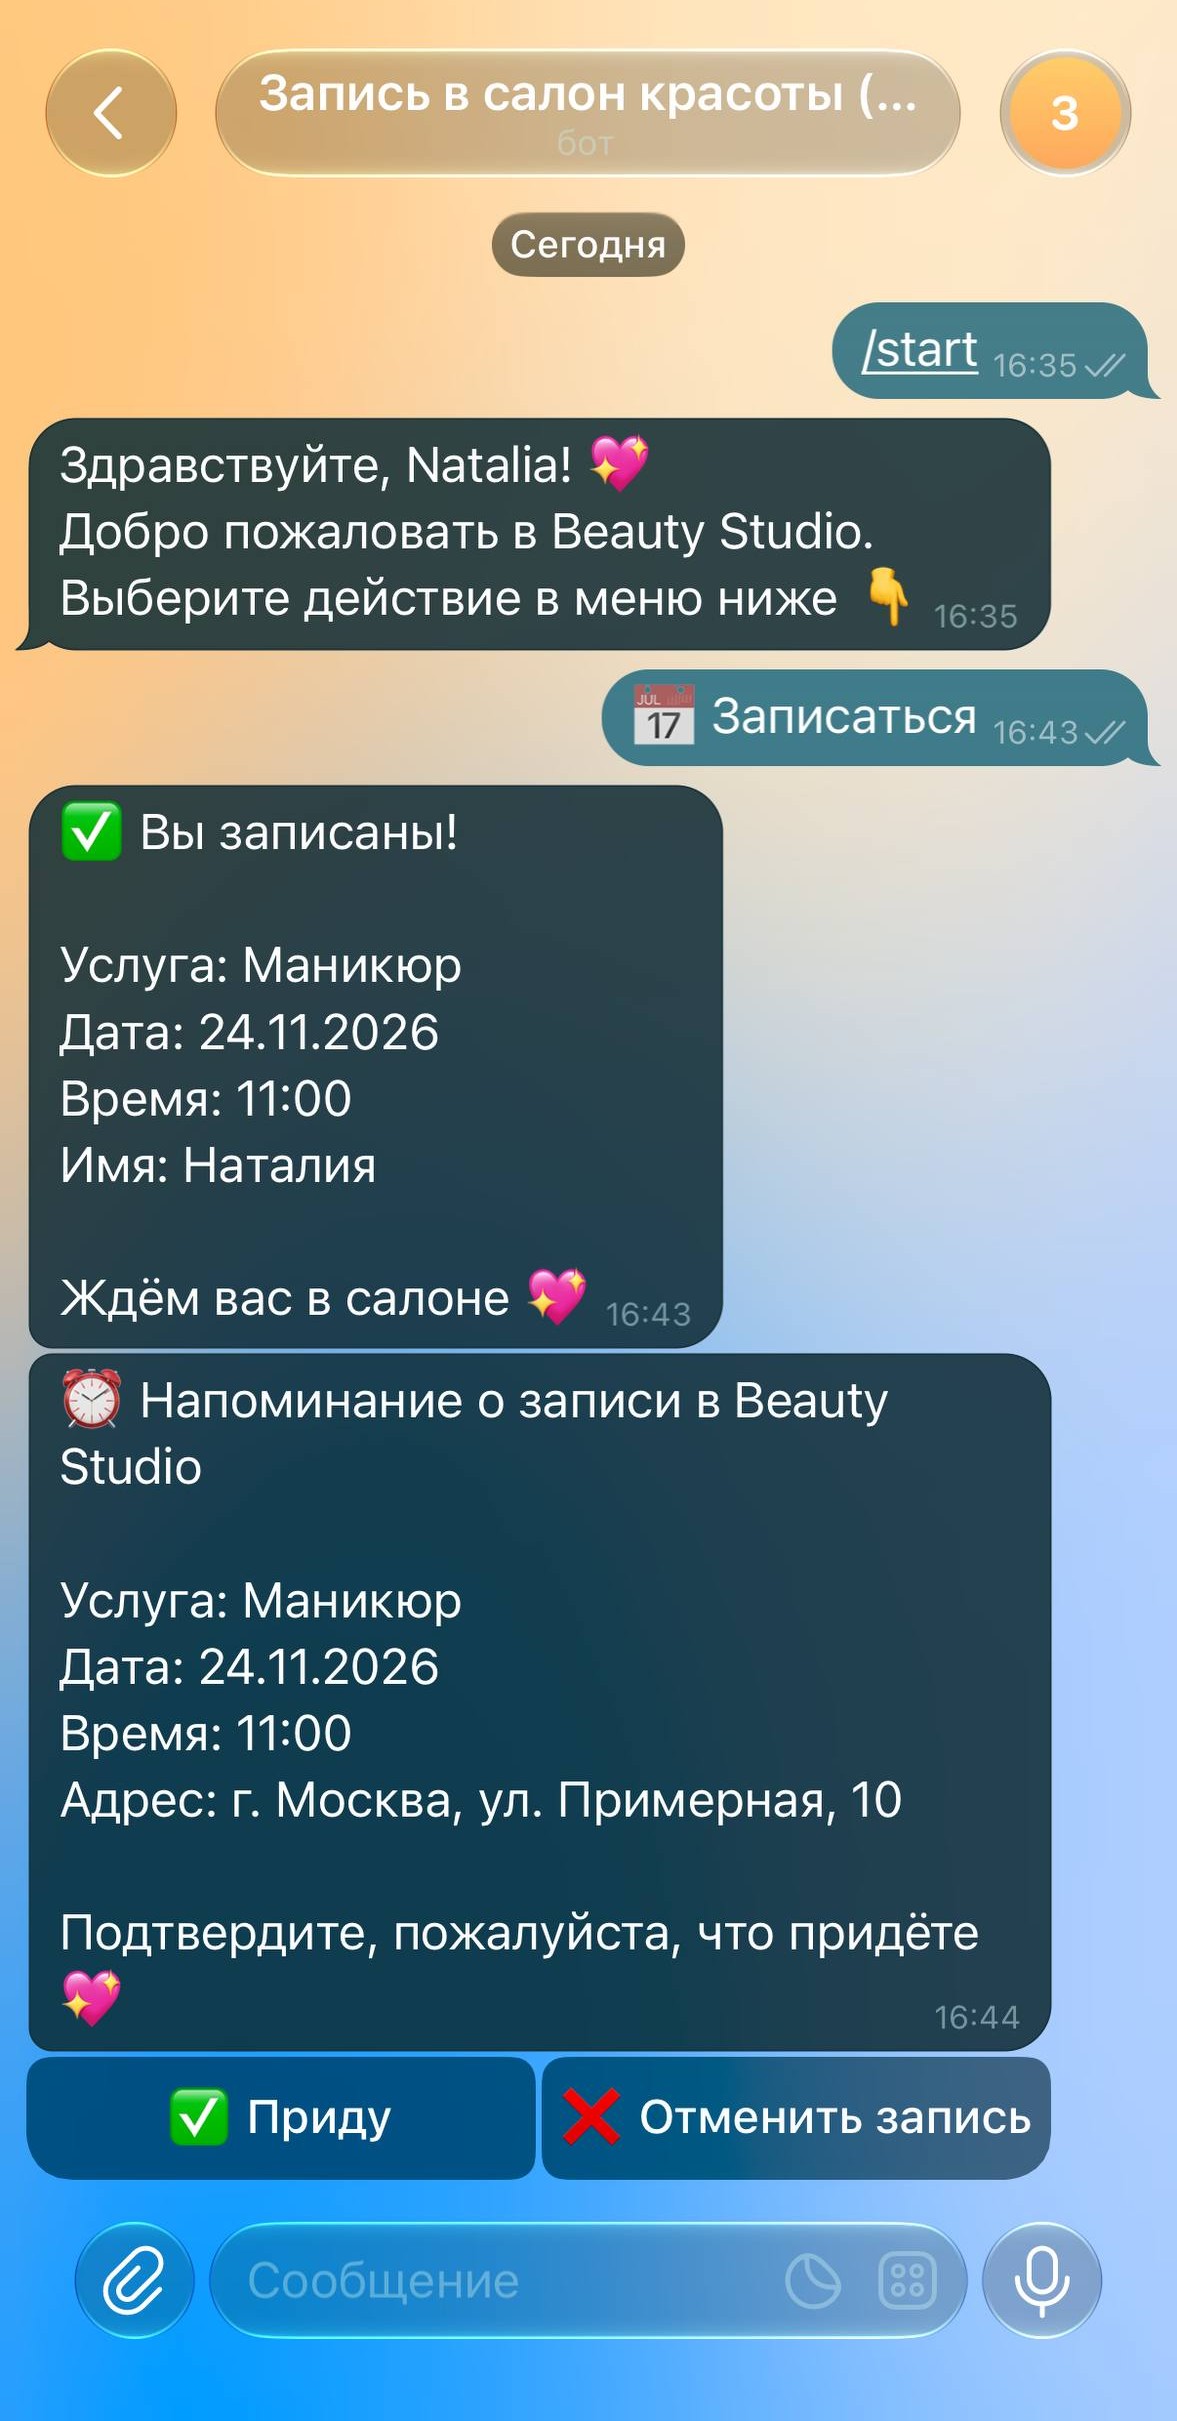 Запись в салон красоты (...
бот
З
Сегодня
/start 16:35
Здравствуйте, Natalia! 💖
Добро пожаловать в Beauty Studio.
Выберите действие в меню ниже 👇 16:35
📅 Записаться 16:43
✅ Вы записаны!
Услуга: Маникюр
Дата: 24.11.2026
Время: 11:00
Имя: Наталия
Ждём вас в салоне 💖 16:43
⏰ Напоминание о записи в Beauty
Studio
Услуга: Маникюр
Дата: 24.11.2026
Время: 11:00
Адрес: г. Москва, ул. Примерная, 10
Подтвердите, пожалуйста, что придёте
💖 16:44
✅ Приду
❌ Отменить запись
Сообщение